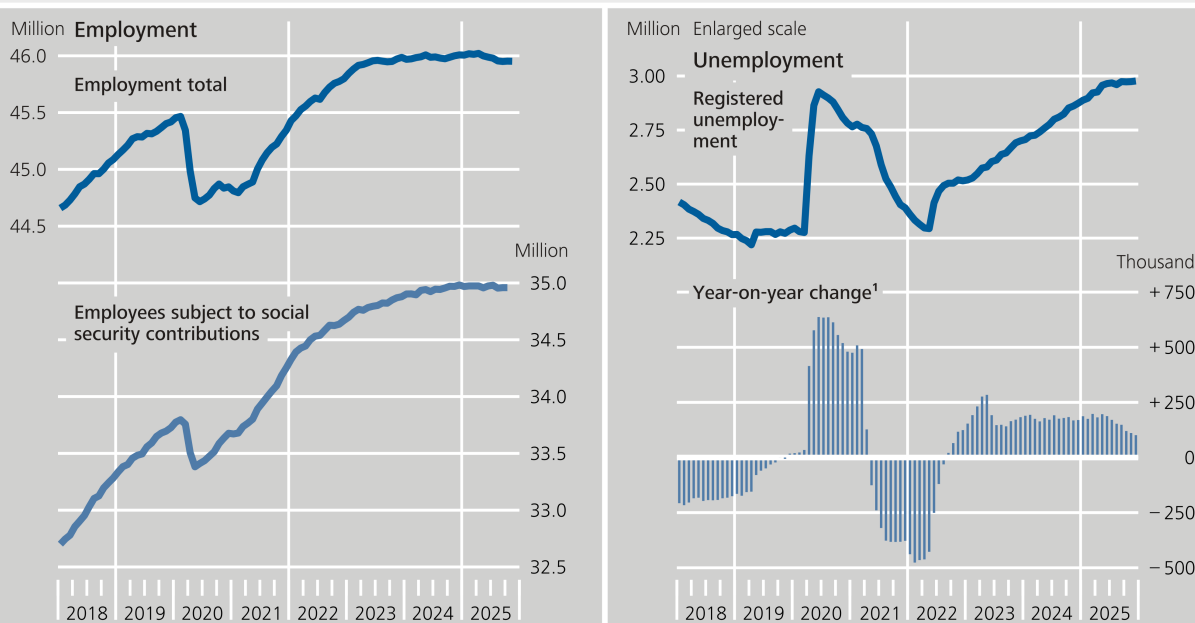 Million Employment
46.0
Employment total
45.5
45.0
44.5
Million
35.0
Employees subject to social
security contributions
34.5
34.0
33.5
33.0
32.5
2018 2019 2020 2021 2022 2023 2024 2025
Million Enlarged scale
Unemployment
3.00
Registered
unemploy-
ment
2.75
2.50
2.25
Thousand
Year-on-year change¹
+750
+500
+250
0
−250
−500
2018 2019 2020 2021 2022 2023 2024 2025